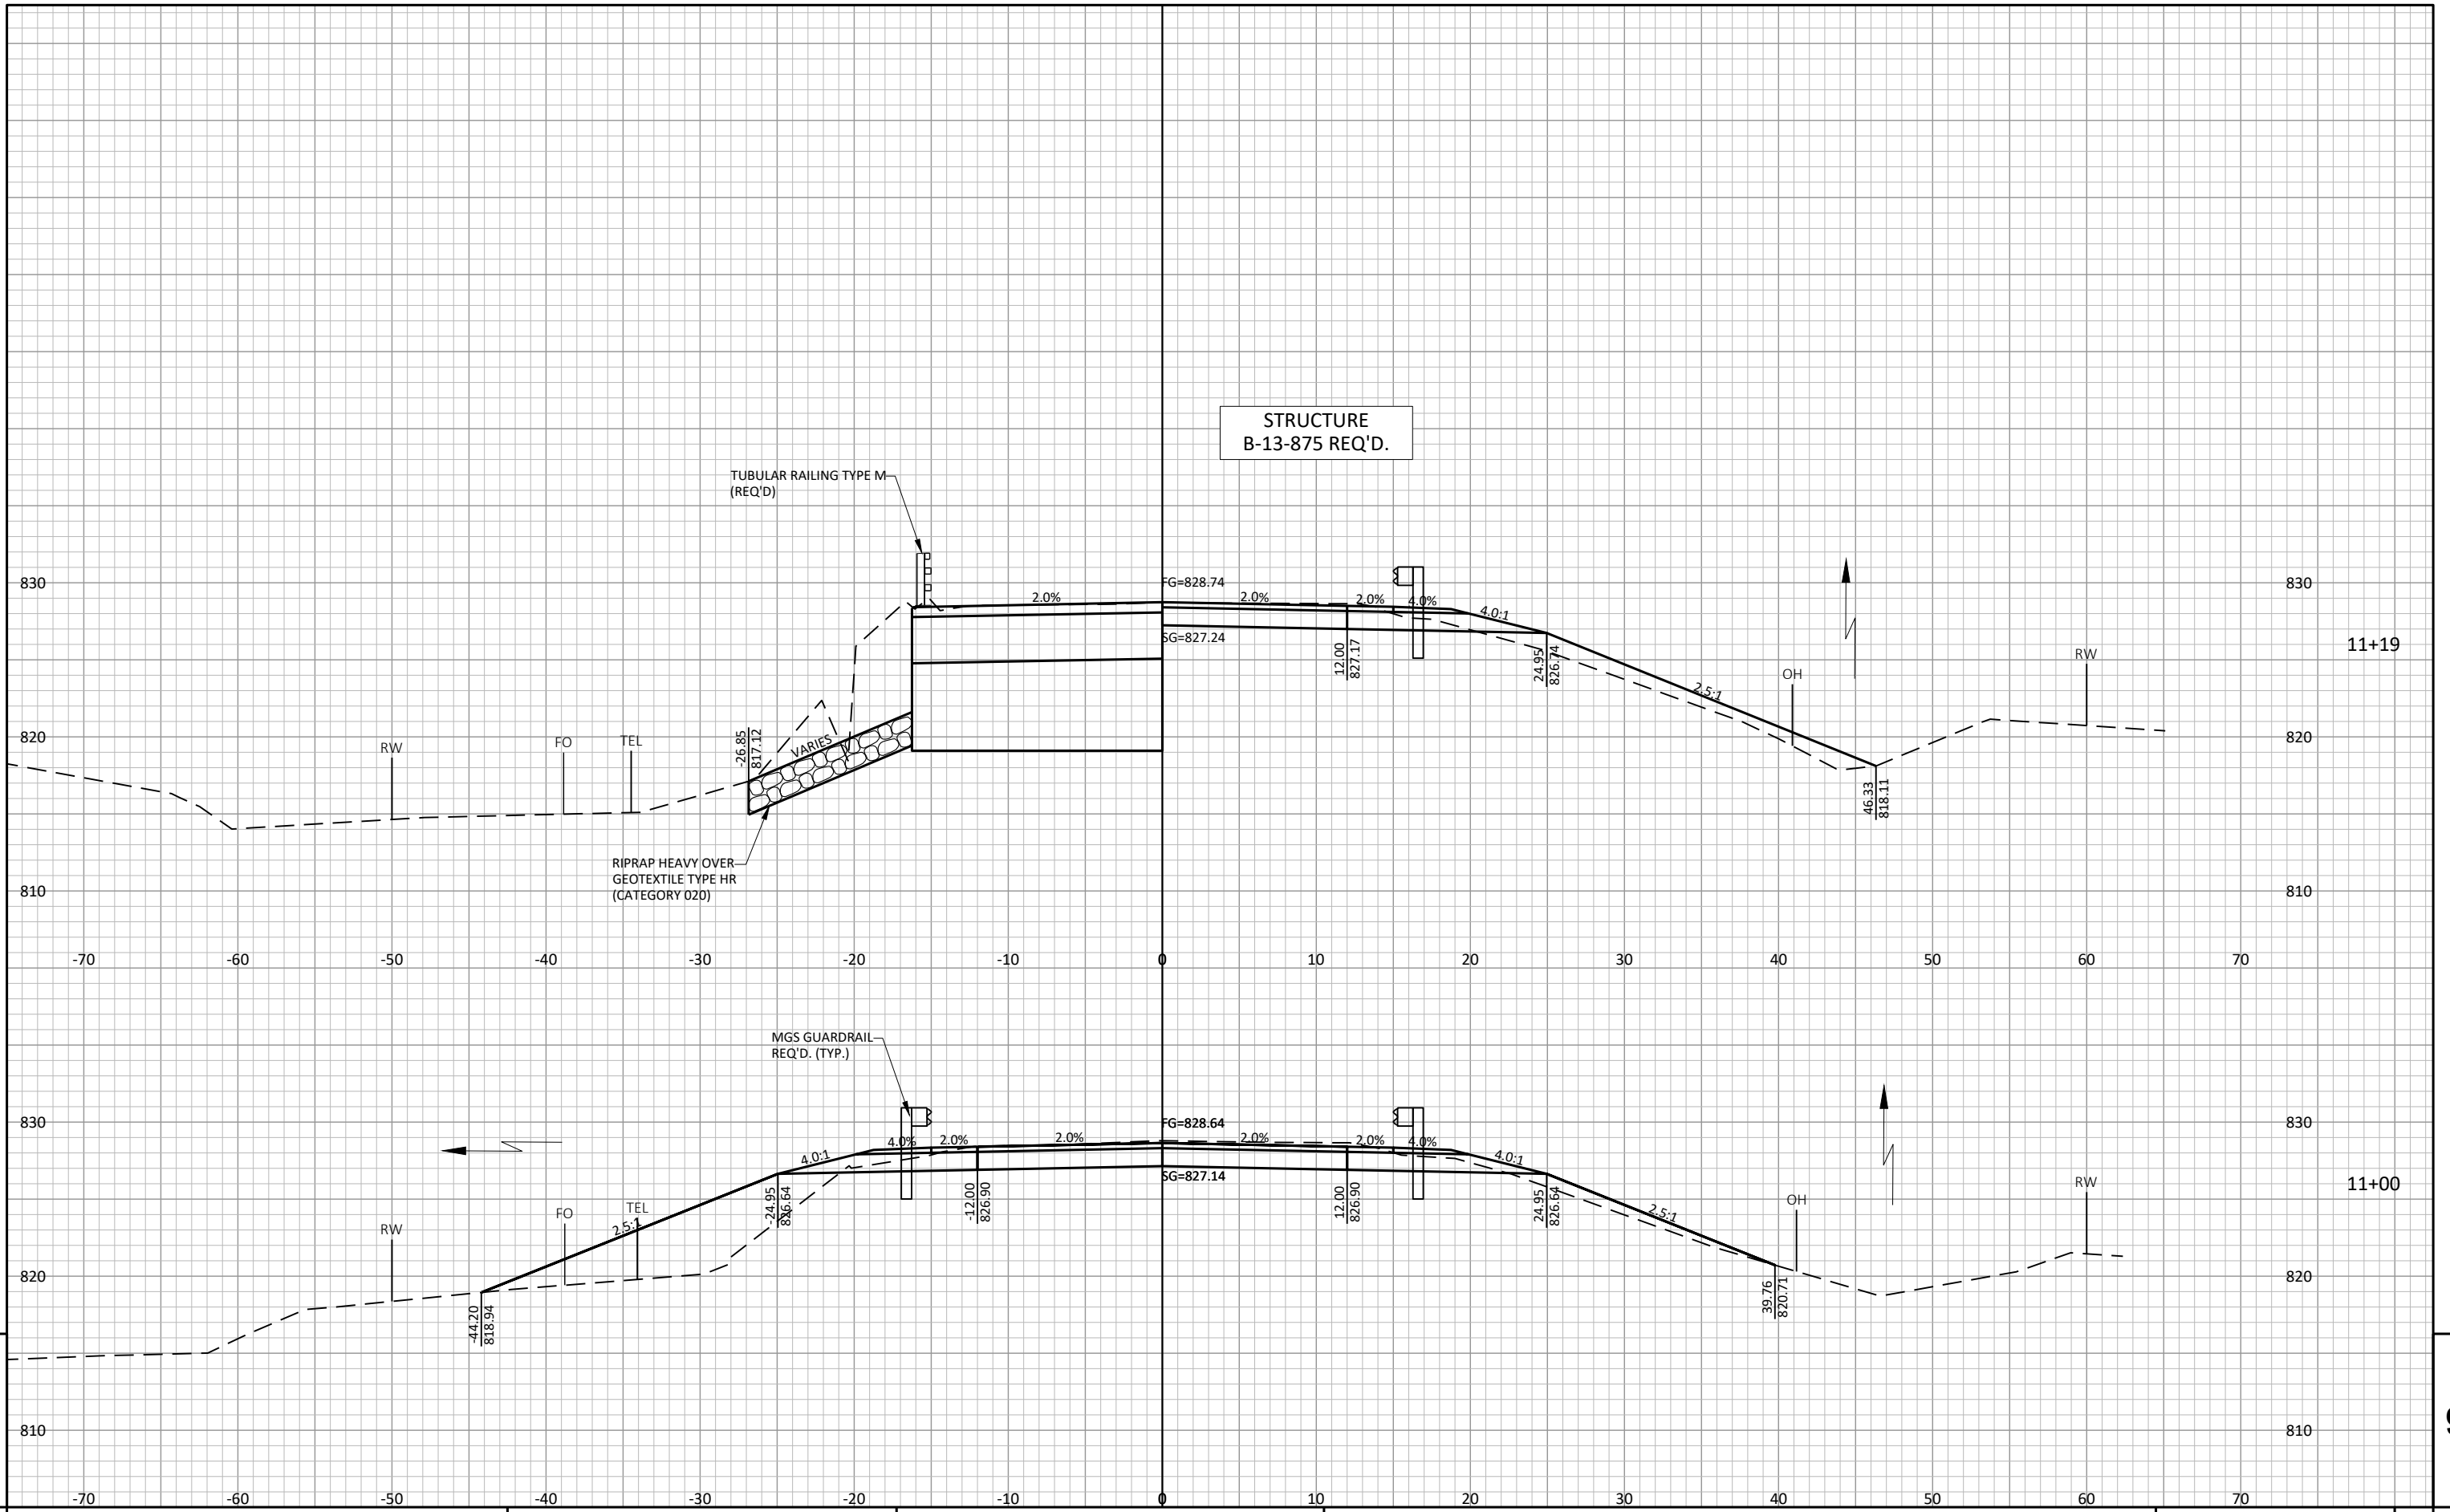 STRUCTURE
B-13-875 REQ'D.
TUBULAR RAILING TYPE M
(REQ'D)
830
FG=828.74
830
2.0%
2.0%
2.0%
4.0%
4.0:1
SG=827.24
11+19
12.00
827.17
24.95
826.74
RW
OH
2.5:1
820
RW
FO
TEL
-26.85
817.12
VARIES
820
46.33
818.11
RIPRAP HEAVY OVER
GEOTEXTILE TYPE HR
(CATEGORY 020)
810
810
-70 -60 -50 -40 -30 -20 -10 0 10 20 30 40 50 60 70
MGS GUARDRAIL
REQ'D. (TYP.)
830
FG=828.64
830
4.0:1
4.0%
2.0%
2.0%
2.0%
2.0%
4.0%
4.0:1
SG=827.14
11+00
-24.95
826.64
-12.00
826.90
12.00
826.90
24.95
826.64
RW
FO
TEL
2.5:1
2.5:1
OH
RW
820
820
-44.20
818.94
39.76
820.71
810
810
-70 -60 -50 -40 -30 -20 -10 0 10 20 30 40 50 60 70